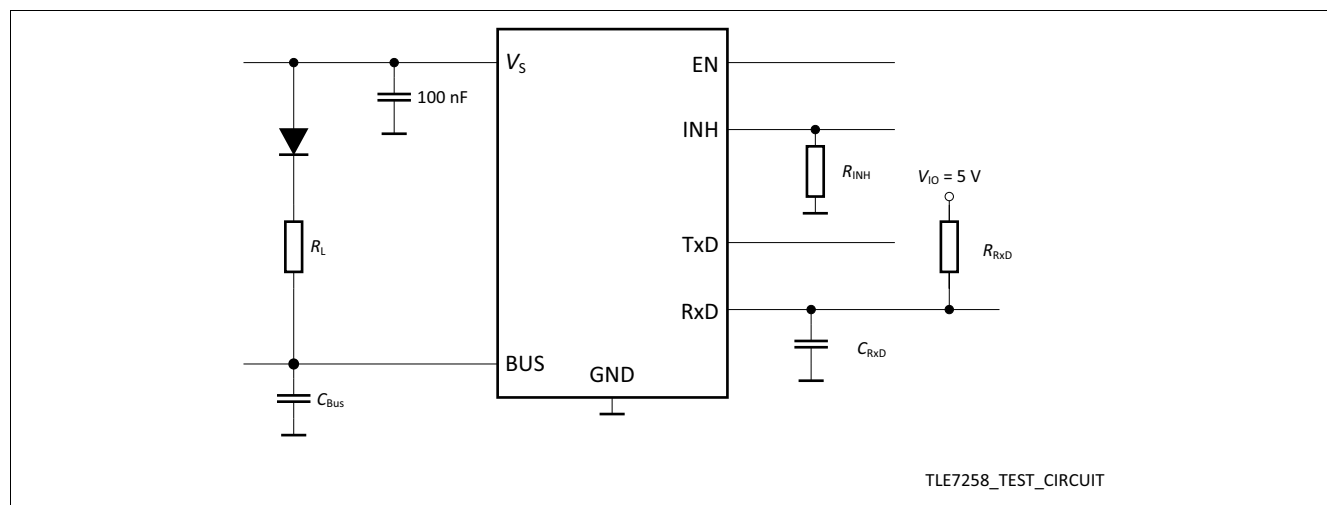 VS
EN
100 nF
INH
RINH
VIO = 5 V
RL
TxD
RRxD
RxD
CRxD
BUS
GND
CBus
TLE7258_TEST_CIRCUIT